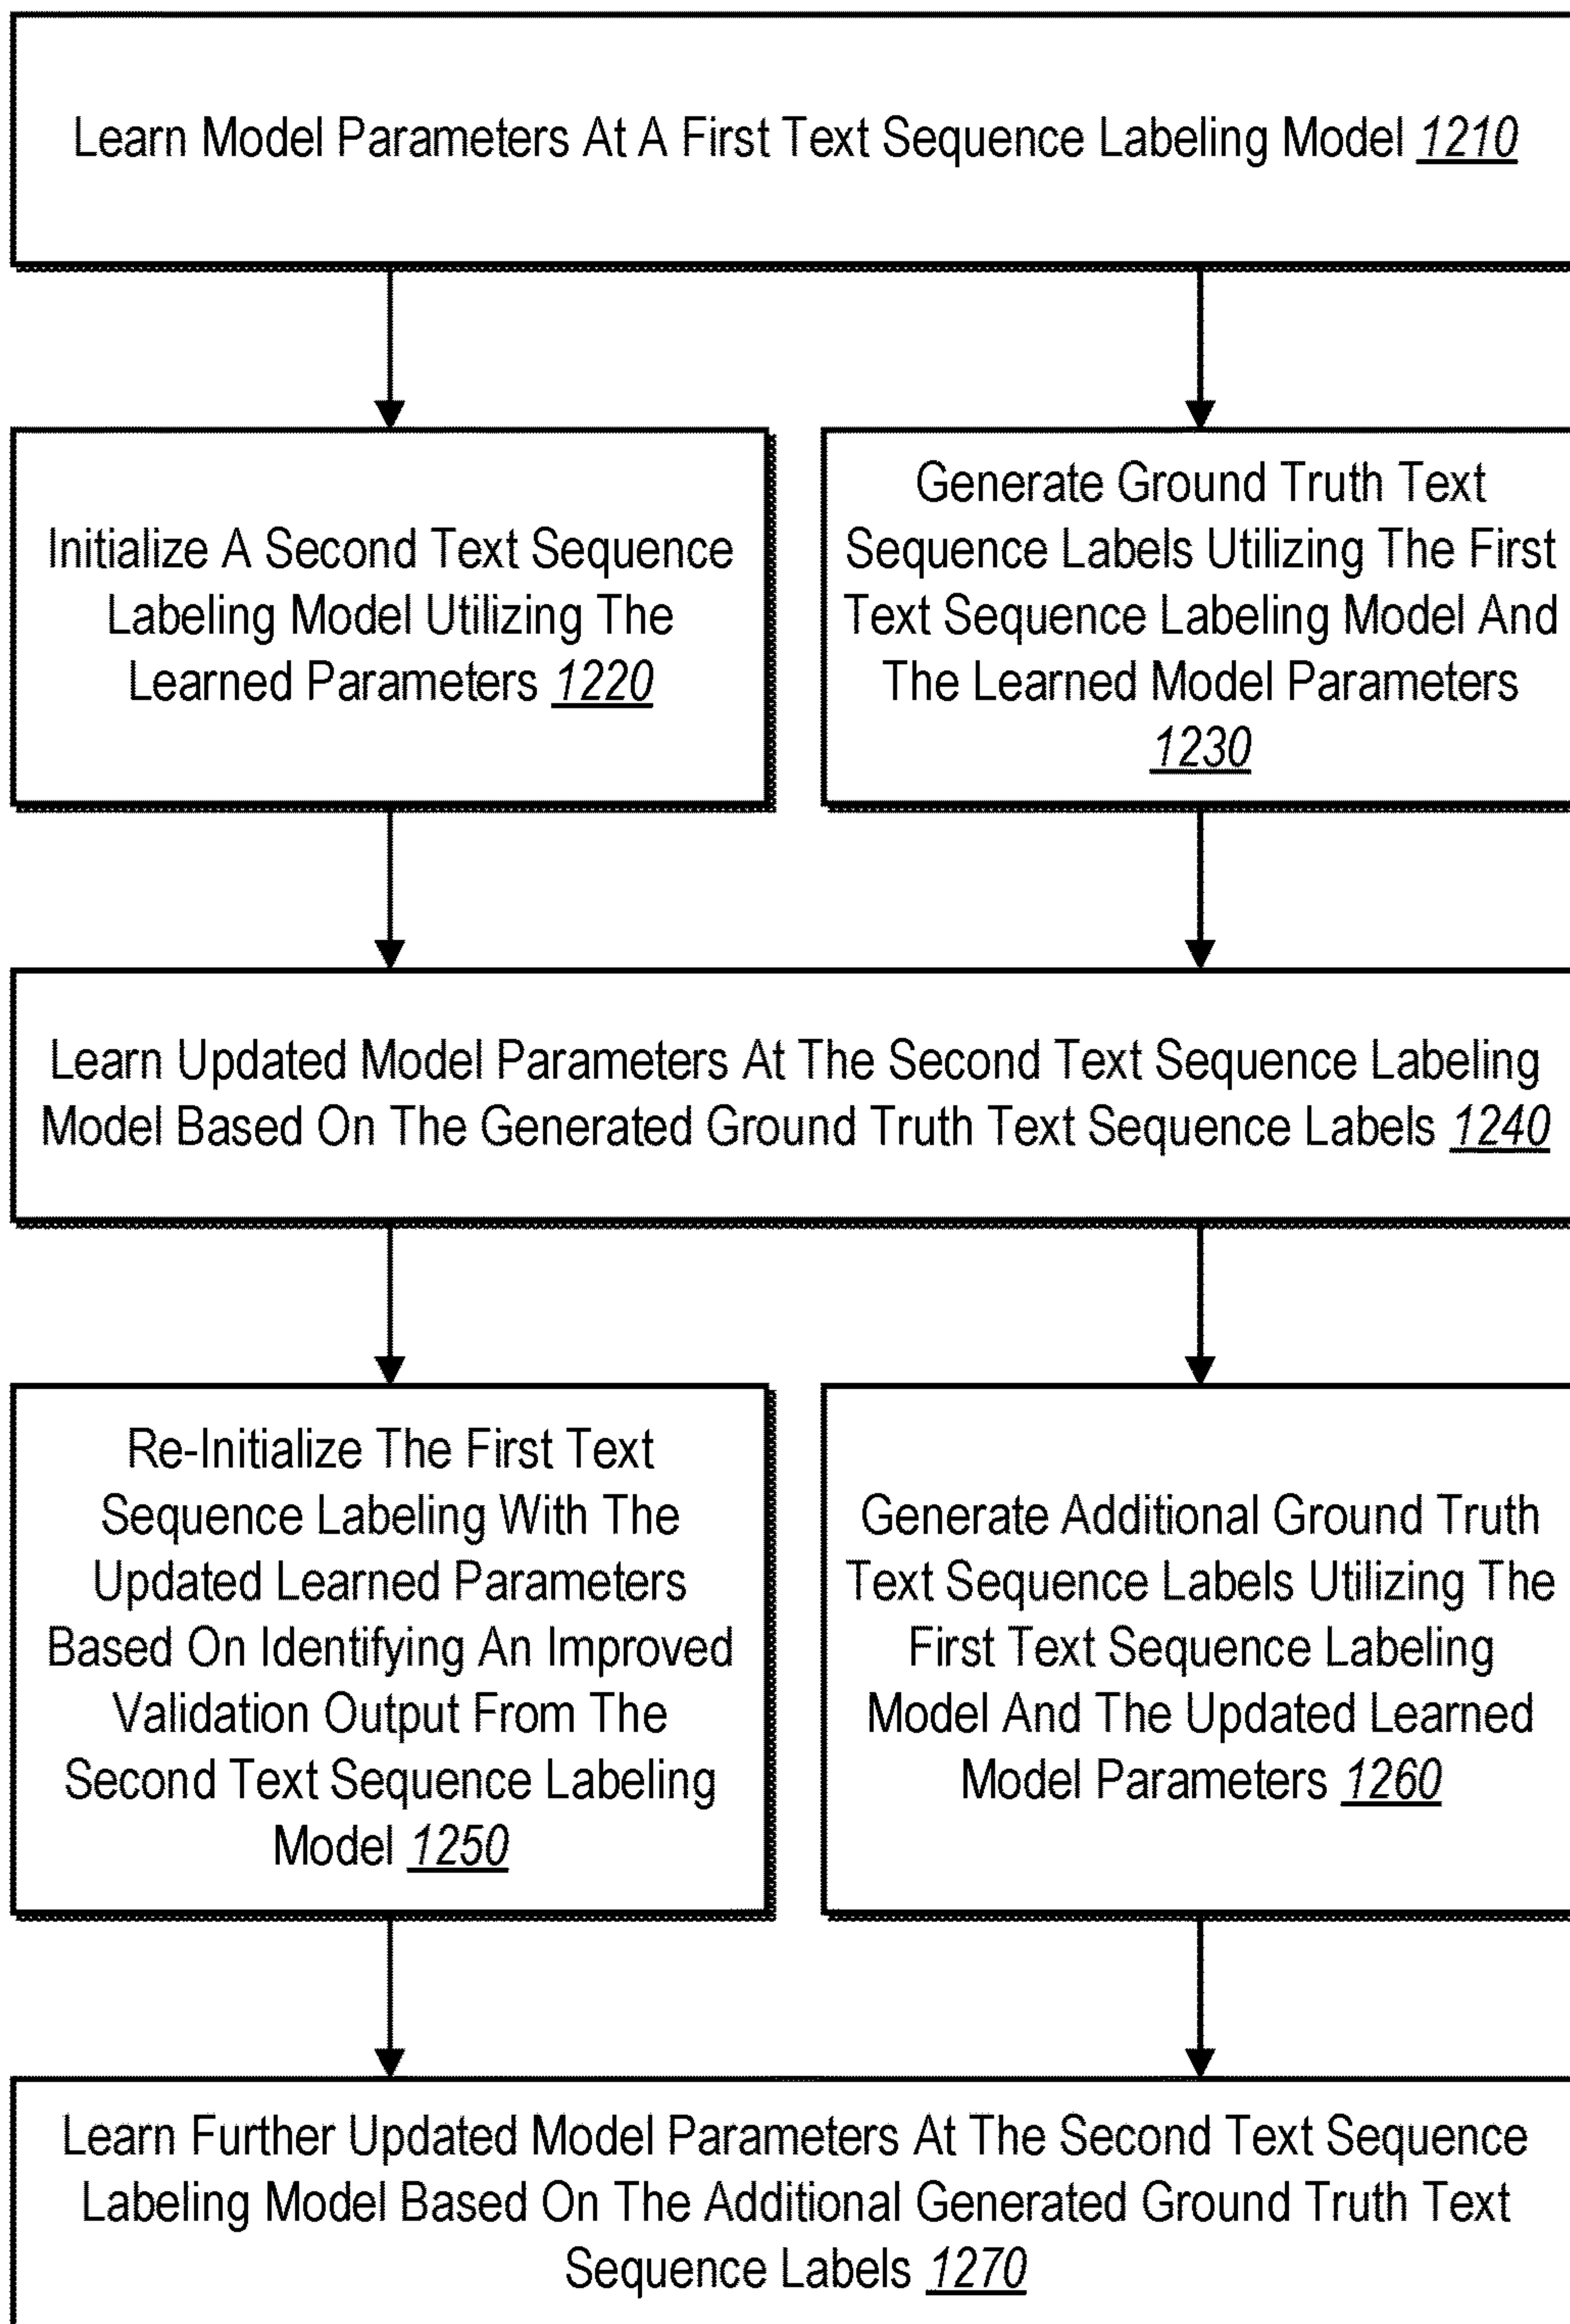 Learn Model Parameters At A First Text Sequence Labeling Model 1210
Initialize A Second Text Sequence
Labeling Model Utilizing The
Learned Parameters 1220
Generate Ground Truth Text
Sequence Labels Utilizing The First
Text Sequence Labeling Model And
The Learned Model Parameters
1230
Learn Updated Model Parameters At The Second Text Sequence Labeling
Model Based On The Generated Ground Truth Text Sequence Labels 1240
Re-Initialize The First Text
Sequence Labeling With The
Updated Learned Parameters
Based On Identifying An Improved
Validation Output From The
Second Text Sequence Labeling
Model 1250
Generate Additional Ground Truth
Text Sequence Labels Utilizing The
First Text Sequence Labeling
Model And The Updated Learned
Model Parameters 1260
Learn Further Updated Model Parameters At The Second Text Sequence
Labeling Model Based On The Additional Generated Ground Truth Text
Sequence Labels 1270